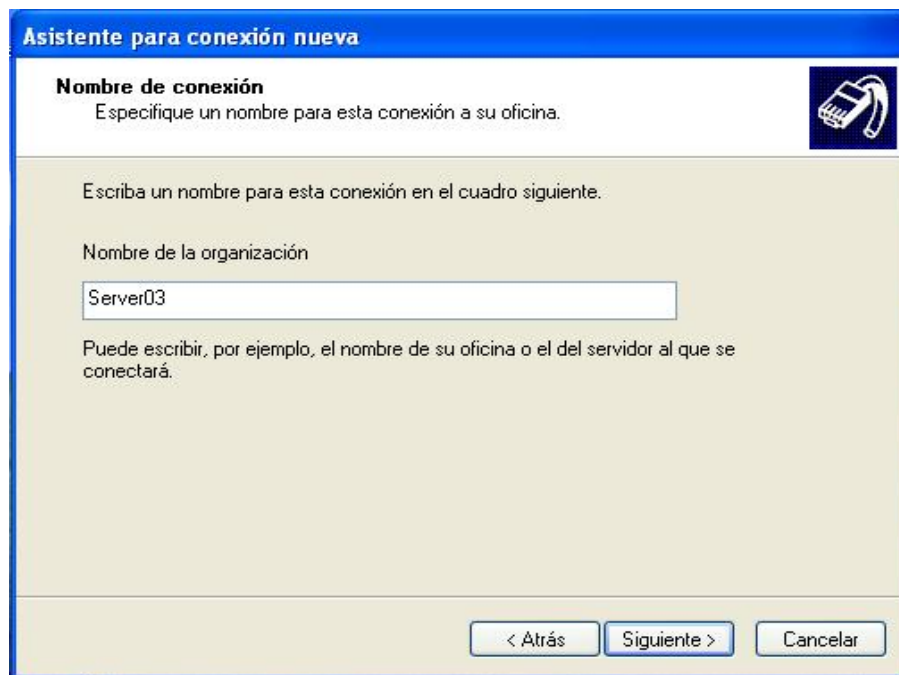 Asistente para conexión nueva
Nombre de conexión
Especifique un nombre para esta conexión a su oficina.
Escriba un nombre para esta conexión en el cuadro siguiente.
Nombre de la organización
Server03
Puede escribir, por ejemplo, el nombre de su oficina o el del servidor al que se
conectará.
< Atrás
Siguiente >
Cancelar